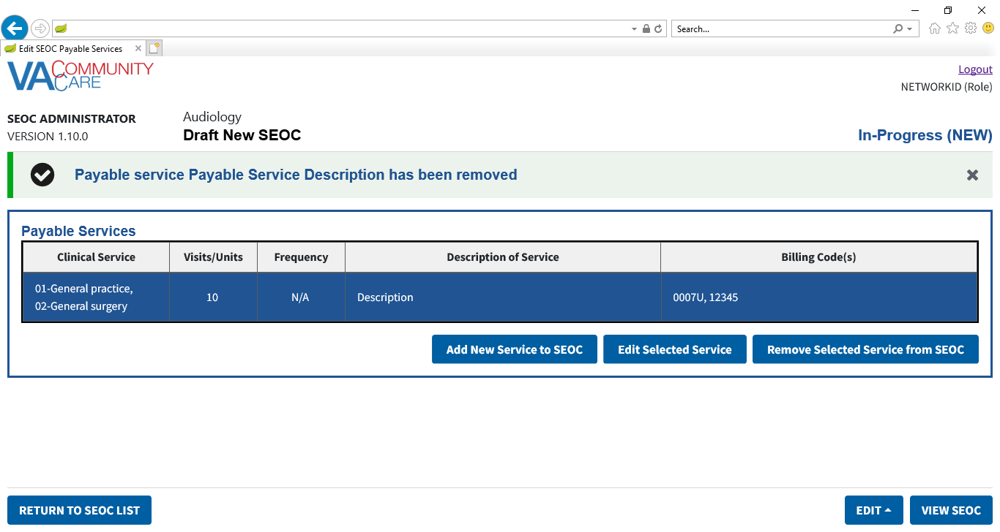 Search...
Edit SEOC Payable Services
VA COMMUNITY CARE
Logout
NETWORKID (Role)
SEOC ADMINISTRATOR
VERSION 1.10.0
Audiology
Draft New SEOC
In-Progress (NEW)
Payable service Payable Service Description has been removed
Payable Services
Clinical Service Visits/Units Frequency Description of Service Billing Code(s)
01-General practice,
02-General surgery
10 N/A Description 0007U, 12345
Add New Service to SEOC Edit Selected Service Remove Selected Service from SEOC
RETURN TO SEOC LIST EDIT VIEW SEOC